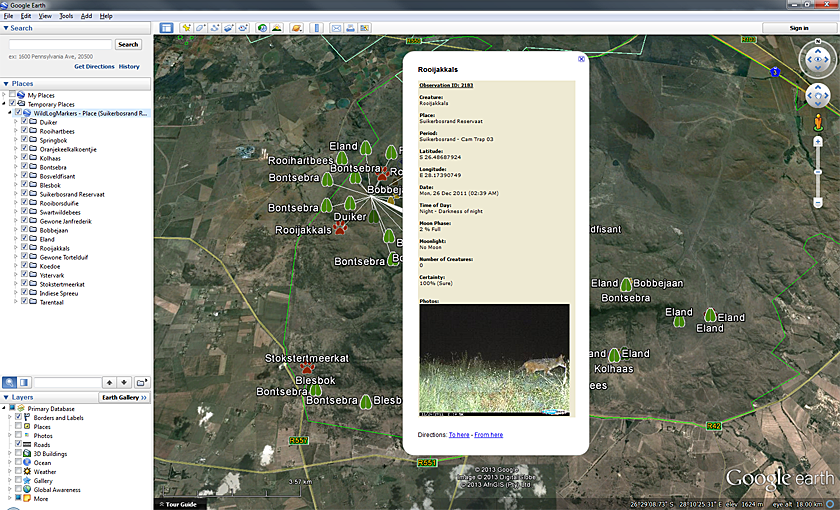 Google Earth
File Edit View Tools Add Help
Search
Search
ex: 1600 Pennsylvania Ave, 20500
Get Directions History
Places
My Places
Temporary Places
WildLogMarkers - Place (Suikerbosrand R...
Duiker
Rooihartbees
Springbok
Oranjekeelkalkoentjie
Kolhaas
Bontsebra
Bosveldfisant
Blesbok
Suikerbosrand Reservaat
Rooiborsduifie
Swartwildebees
Gewone Janfrederik
Bobbejaan
Eland
Rooijakkals
Gewone Tortelduif
Koedoe
Ystervark
Stokstertmeerkat
Indiese Spreeu
Tarentaal
Earth Gallery >>
Layers
Primary Database
Borders and Labels
Places
Photos
Roads
3D Buildings
Ocean
Weather
Gallery
Global Awareness
More
Sign in
N
3
Eland
Rooihartbees
Bontsebra
Bontsebra
Bobbeja
Bontsebra
Duiker
Rooijakkals
Bontsebra
Stokstertmeerkat
Blesbok
Bontsebra
Bontsebra
Blesb
R557
R551
3.57 km
Tour Guide
Rooijakkals
Observation ID: 2183
Creature:
Rooijakkals
Place:
Suikerbosrand Reservaat
Period:
Suikerbosrand - Cam Trap 03
Latitude:
S 26.48687924
Longitude:
E 28.17390749
Date:
Mon, 26 Dec 2011 (02:39 AM)
Time of Day:
Night - Darkness of night
Moon Phase:
2 % Full
Moonlight:
No Moon
Number of Creatures:
0
Certainty:
100% (Sure)
Photos:
Directions: To here - From here
dfisant
Eland Bobbejaan
Bontsebra
Eland
Eland
Eland
and Eland
Kolhaas
ees
R42
© 2013 Google
Image © 2013 DigitalGlobe
© 2013 AfriGIS (Pty) Ltd.
Google earth
26°29'08.73" S 28°10'25.31" E elev 1624 m eye alt 18.00 km